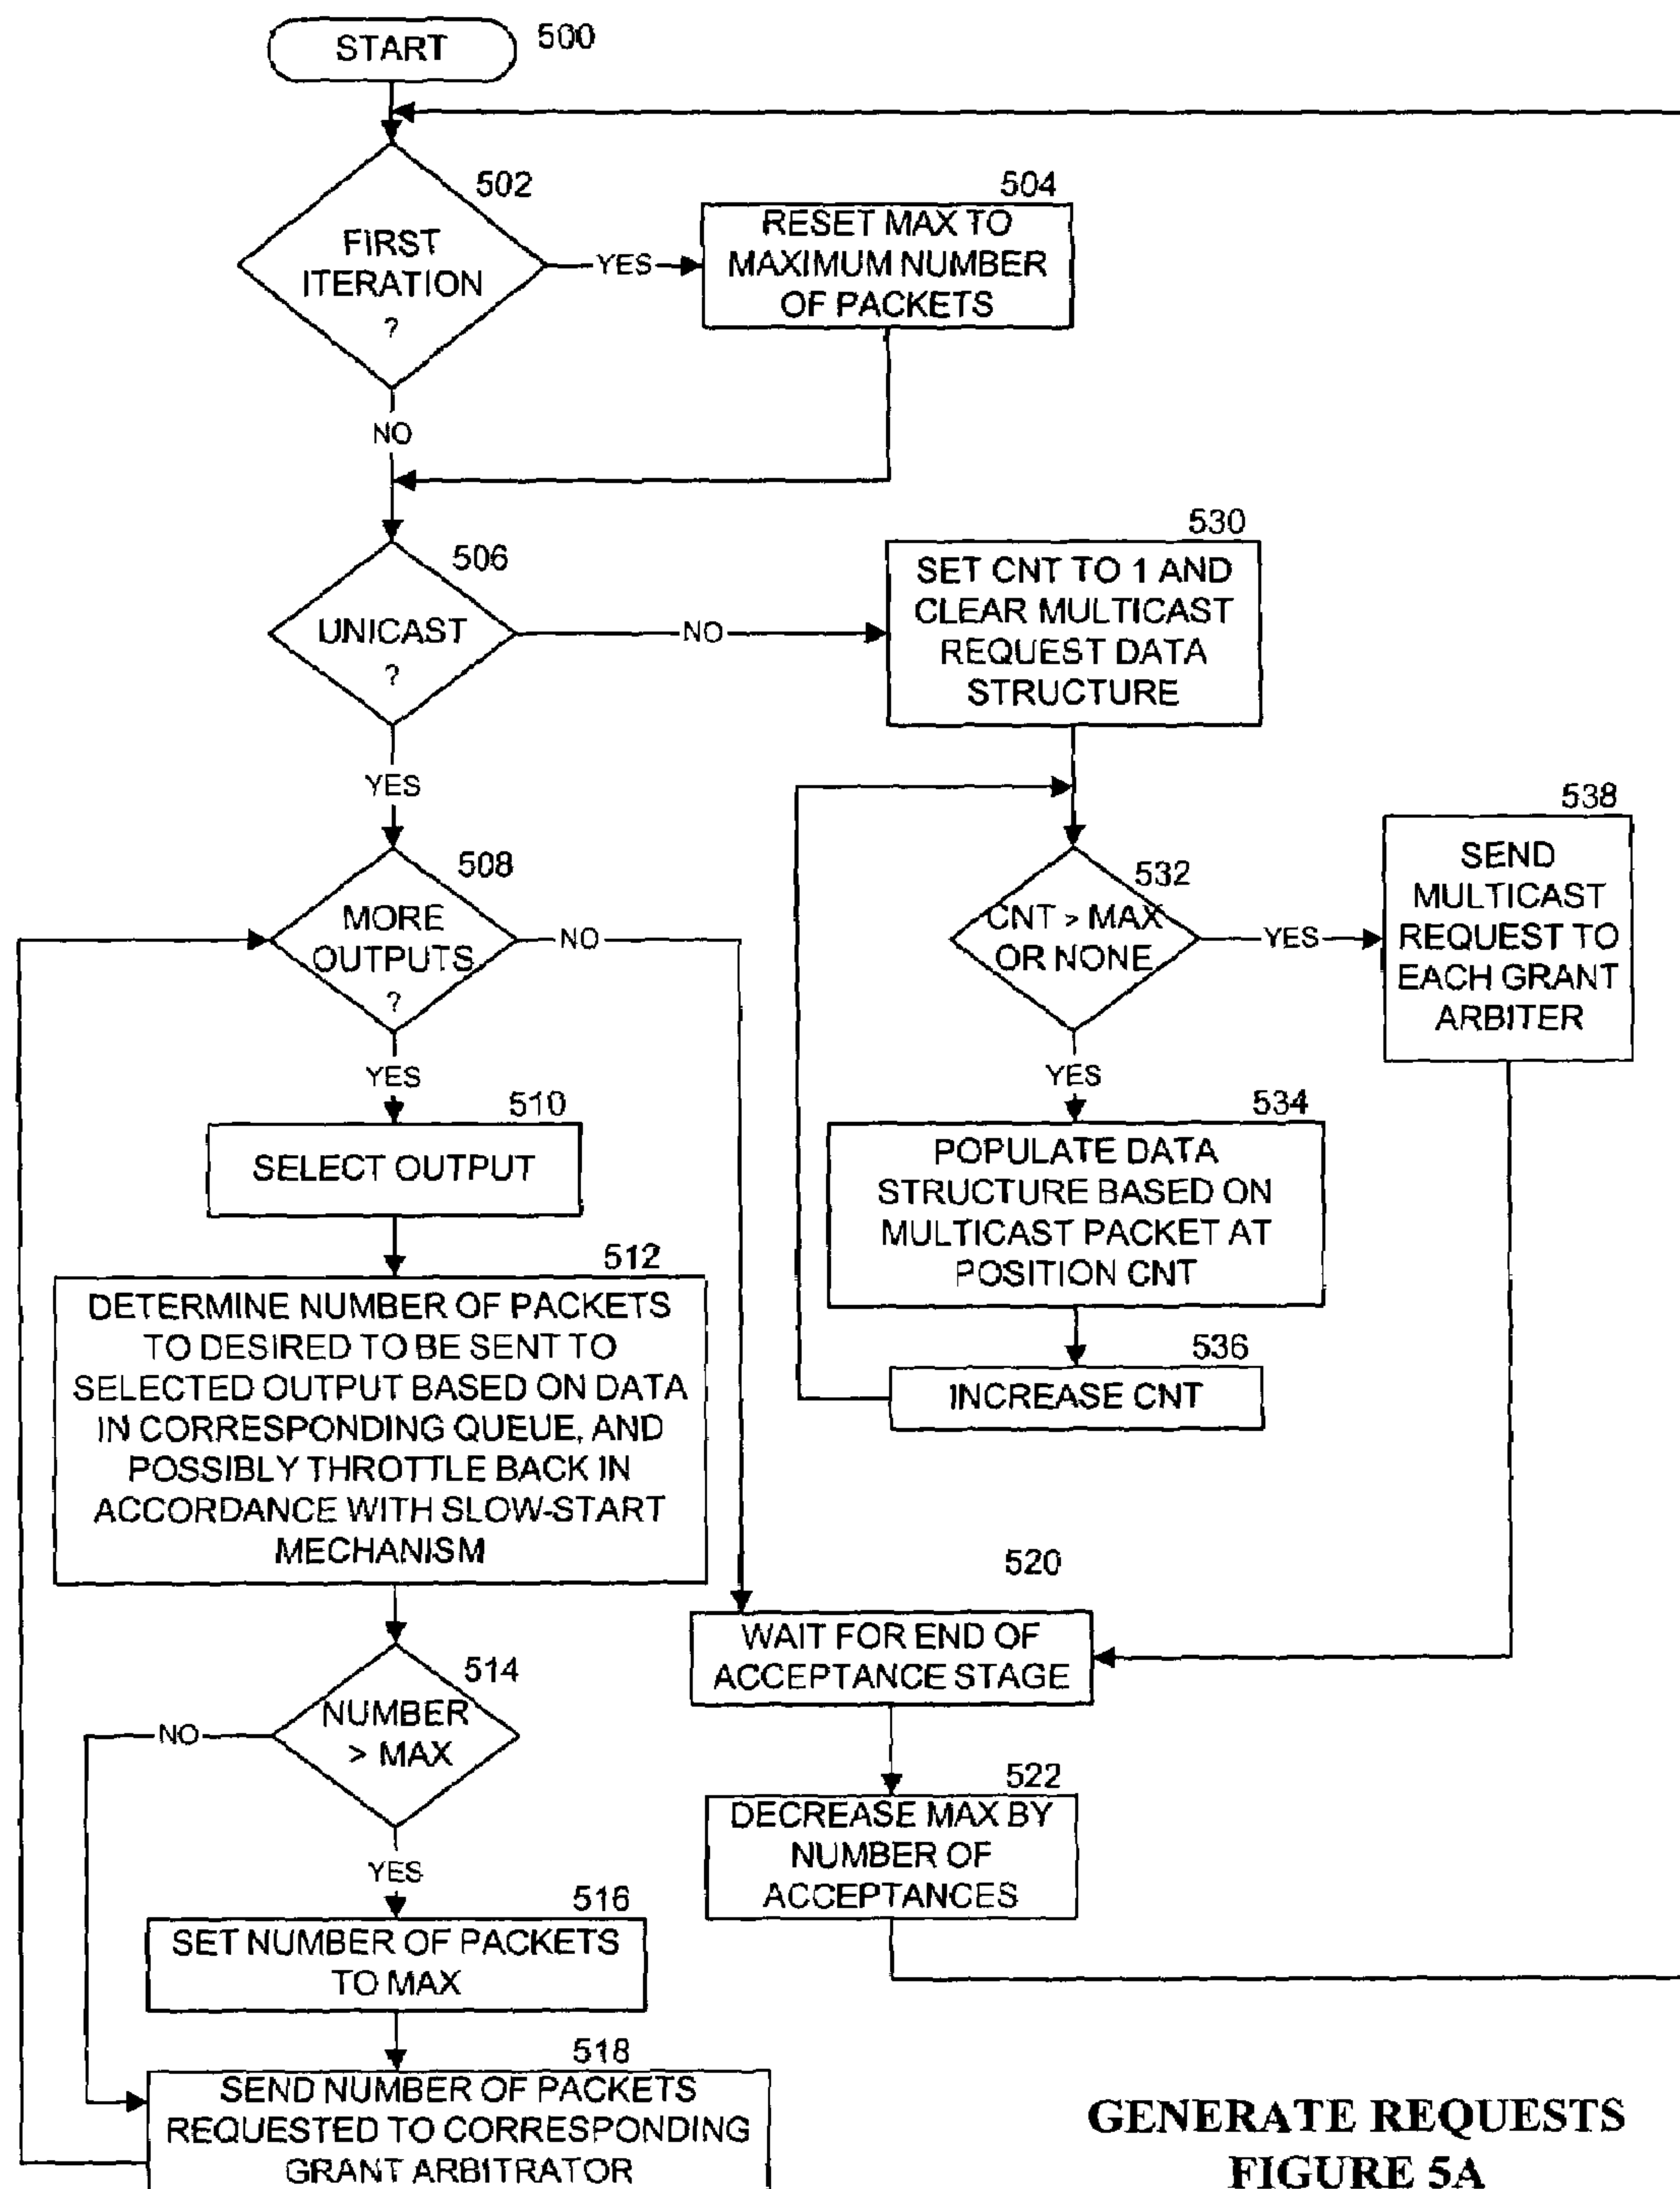 START
500
502
FIRST
ITERATION
?
YES
504
RESET MAX TO
MAXIMUM NUMBER
OF PACKETS
NO
506
UNICAST
?
NO
530
SET CNT TO 1 AND
CLEAR MULTICAST
REQUEST DATA
STRUCTURE
YES
508
MORE
OUTPUTS
?
NO
532
CNT > MAX
OR NONE
YES
538
SEND
MULTICAST
REQUEST TO
EACH GRANT
ARBITER
YES
510
SELECT OUTPUT
YES
534
POPULATE DATA
STRUCTURE BASED ON
MULTICAST PACKET AT
POSITION CNT
512
DETERMINE NUMBER OF PACKETS
TO DESIRED TO BE SENT TO
SELECTED OUTPUT BASED ON DATA
IN CORRESPONDING QUEUE, AND
POSSIBLY THROTTLE BACK IN
ACCORDANCE WITH SLOW-START
MECHANISM
536
INCREASE CNT
520
WAIT FOR END OF
ACCEPTANCE STAGE
514
NUMBER
> MAX
NO
522
DECREASE MAX BY
NUMBER OF
ACCEPTANCES
YES
516
SET NUMBER OF PACKETS
TO MAX
518
SEND NUMBER OF PACKETS
REQUESTED TO CORRESPONDING
GRANT ARBITRATOR
GENERATE REQUESTS
FIGURE 5A